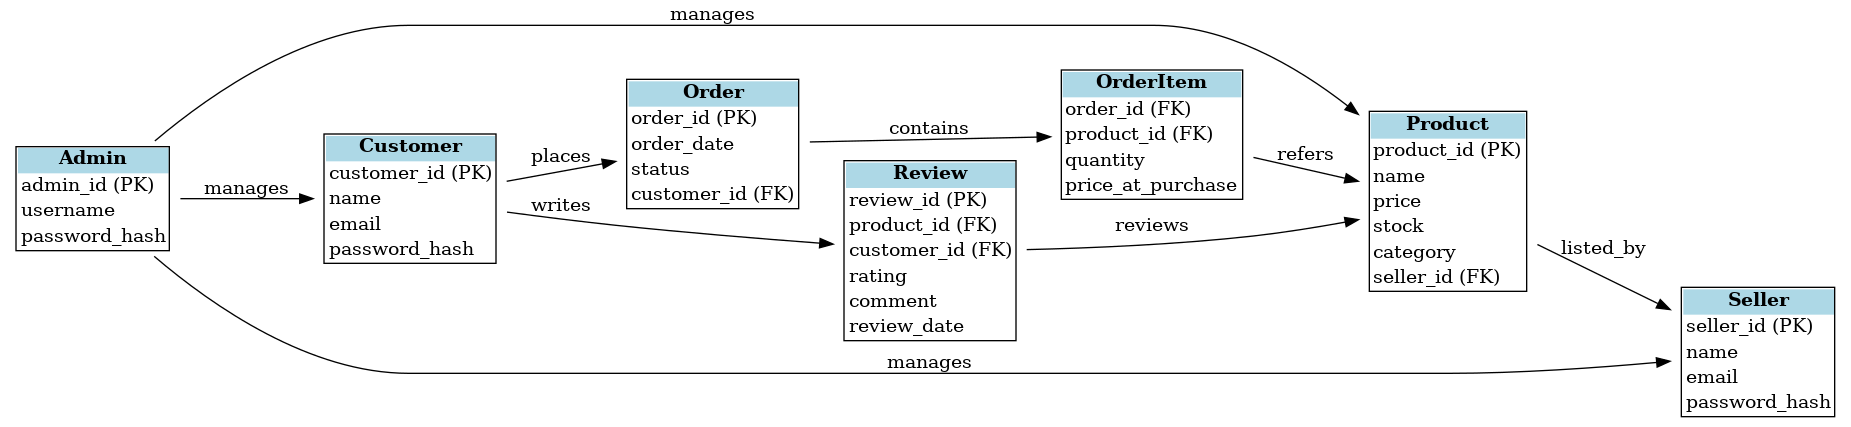 manages
Admin
admin_id (PK)
username
password_hash
manages
Customer
customer_id (PK)
name
email
password_hash
places
writes
Order
order_id (PK)
order_date
status
customer_id (FK)
contains
Review
review_id (PK)
product_id (FK)
customer_id (FK)
rating
comment
review_date
OrderItem
order_id (FK)
product_id (FK)
quantity
price_at_purchase
refers
reviews
Product
product_id (PK)
name
price
stock
category
seller_id (FK)
listed_by
Seller
seller_id (PK)
name
email
password_hash
manages